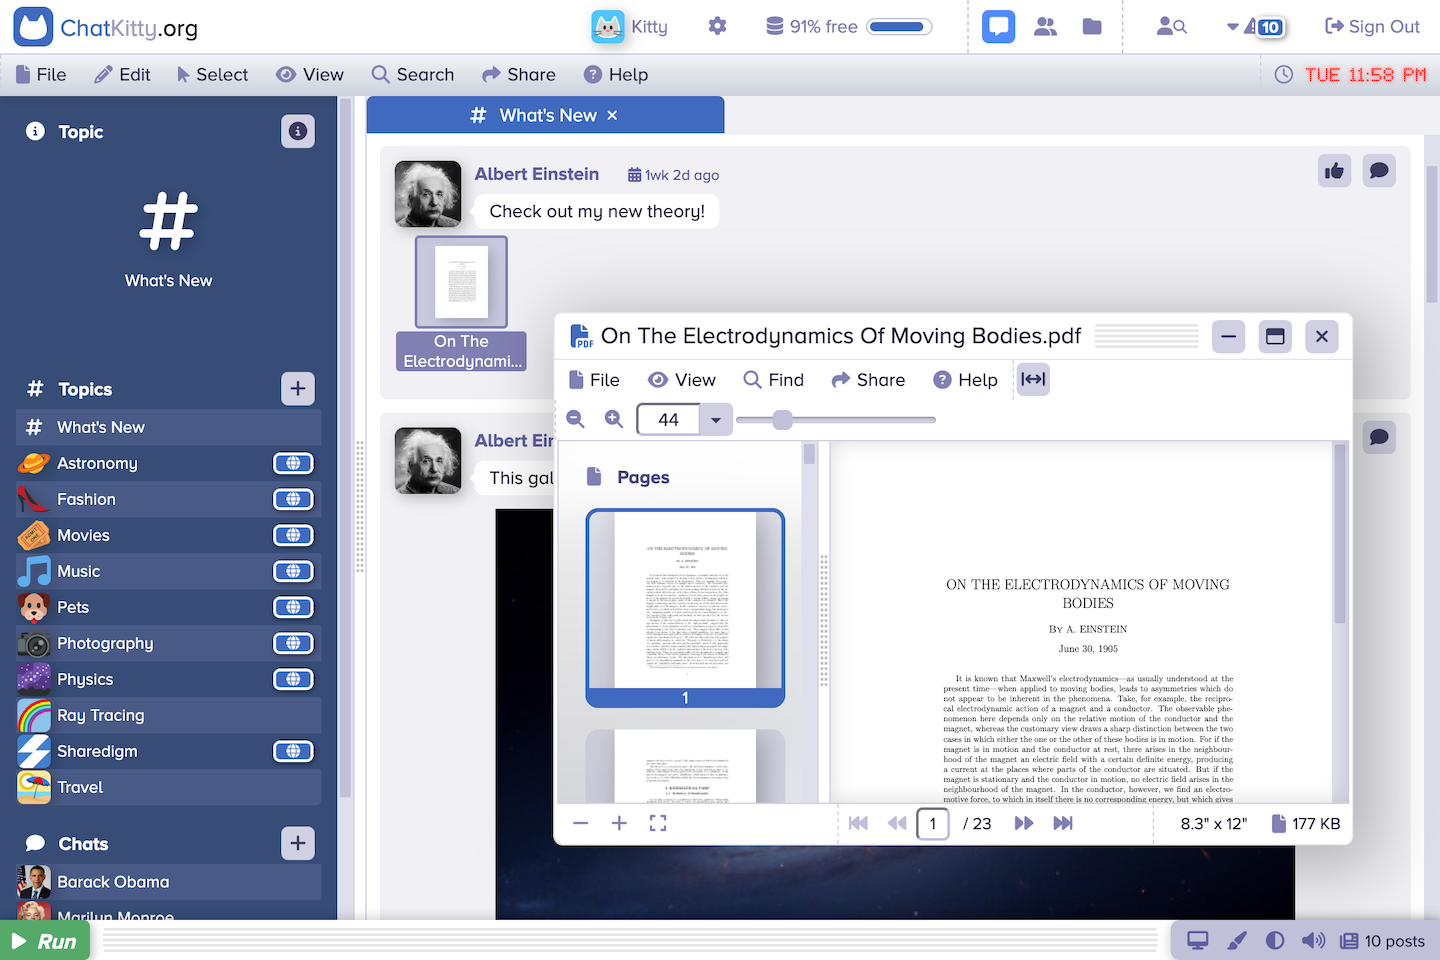 ChatKitty.org
Kitty
91% free
10
Sign Out
File Edit Select View Search Share Help
TUE 11:58 PM
Topic
What's New
Topics
What's New
Astronomy
Fashion
Movies
Music
Pets
Photography
Physics
Ray Tracing
Sharedigm
Travel
Chats
Barack Obama
Marilyn Monroe
What's New ×
Albert Einstein 1wk 2d ago
Check out my new theory!
On The
Electrodynami...
Albert Ein
This gal
On The Electrodynamics Of Moving Bodies.pdf
PDF
File View Find Share Help
44
Pages
1
ON THE ELECTRODYNAMICS OF MOVING
BODIES
By A. EINSTEIN
June 30, 1905
It is known that Maxwell's electrodynamics—as usually understood at the
present time—when applied to moving bodies, leads to asymmetries which do
not appear to be inherent in the phenomena. Take, for example, the recipro-
cal electrodynamic action of a magnet and a conductor. The observable phe-
nomenon here depends only on the relative motion of the conductor and the
magnet, whereas the customary view draws a sharp distinction between the two
cases in which either the one or the other of these bodies is in motion. For if the
magnet is in motion and the conductor at rest, there arises in the neighbour-
hood of the magnet an electric field with a certain definite energy, producing
a current at the places where parts of the conductor are situated. But if the
magnet is stationary and the conductor in motion, no electric field arises in the
neighbourhood of the magnet. In the conductor, however, we find an electro-
motive force, to which in itself there is no corresponding energy, but which gives
1 / 23
8.3" x 12"
177 KB
Run
10 posts